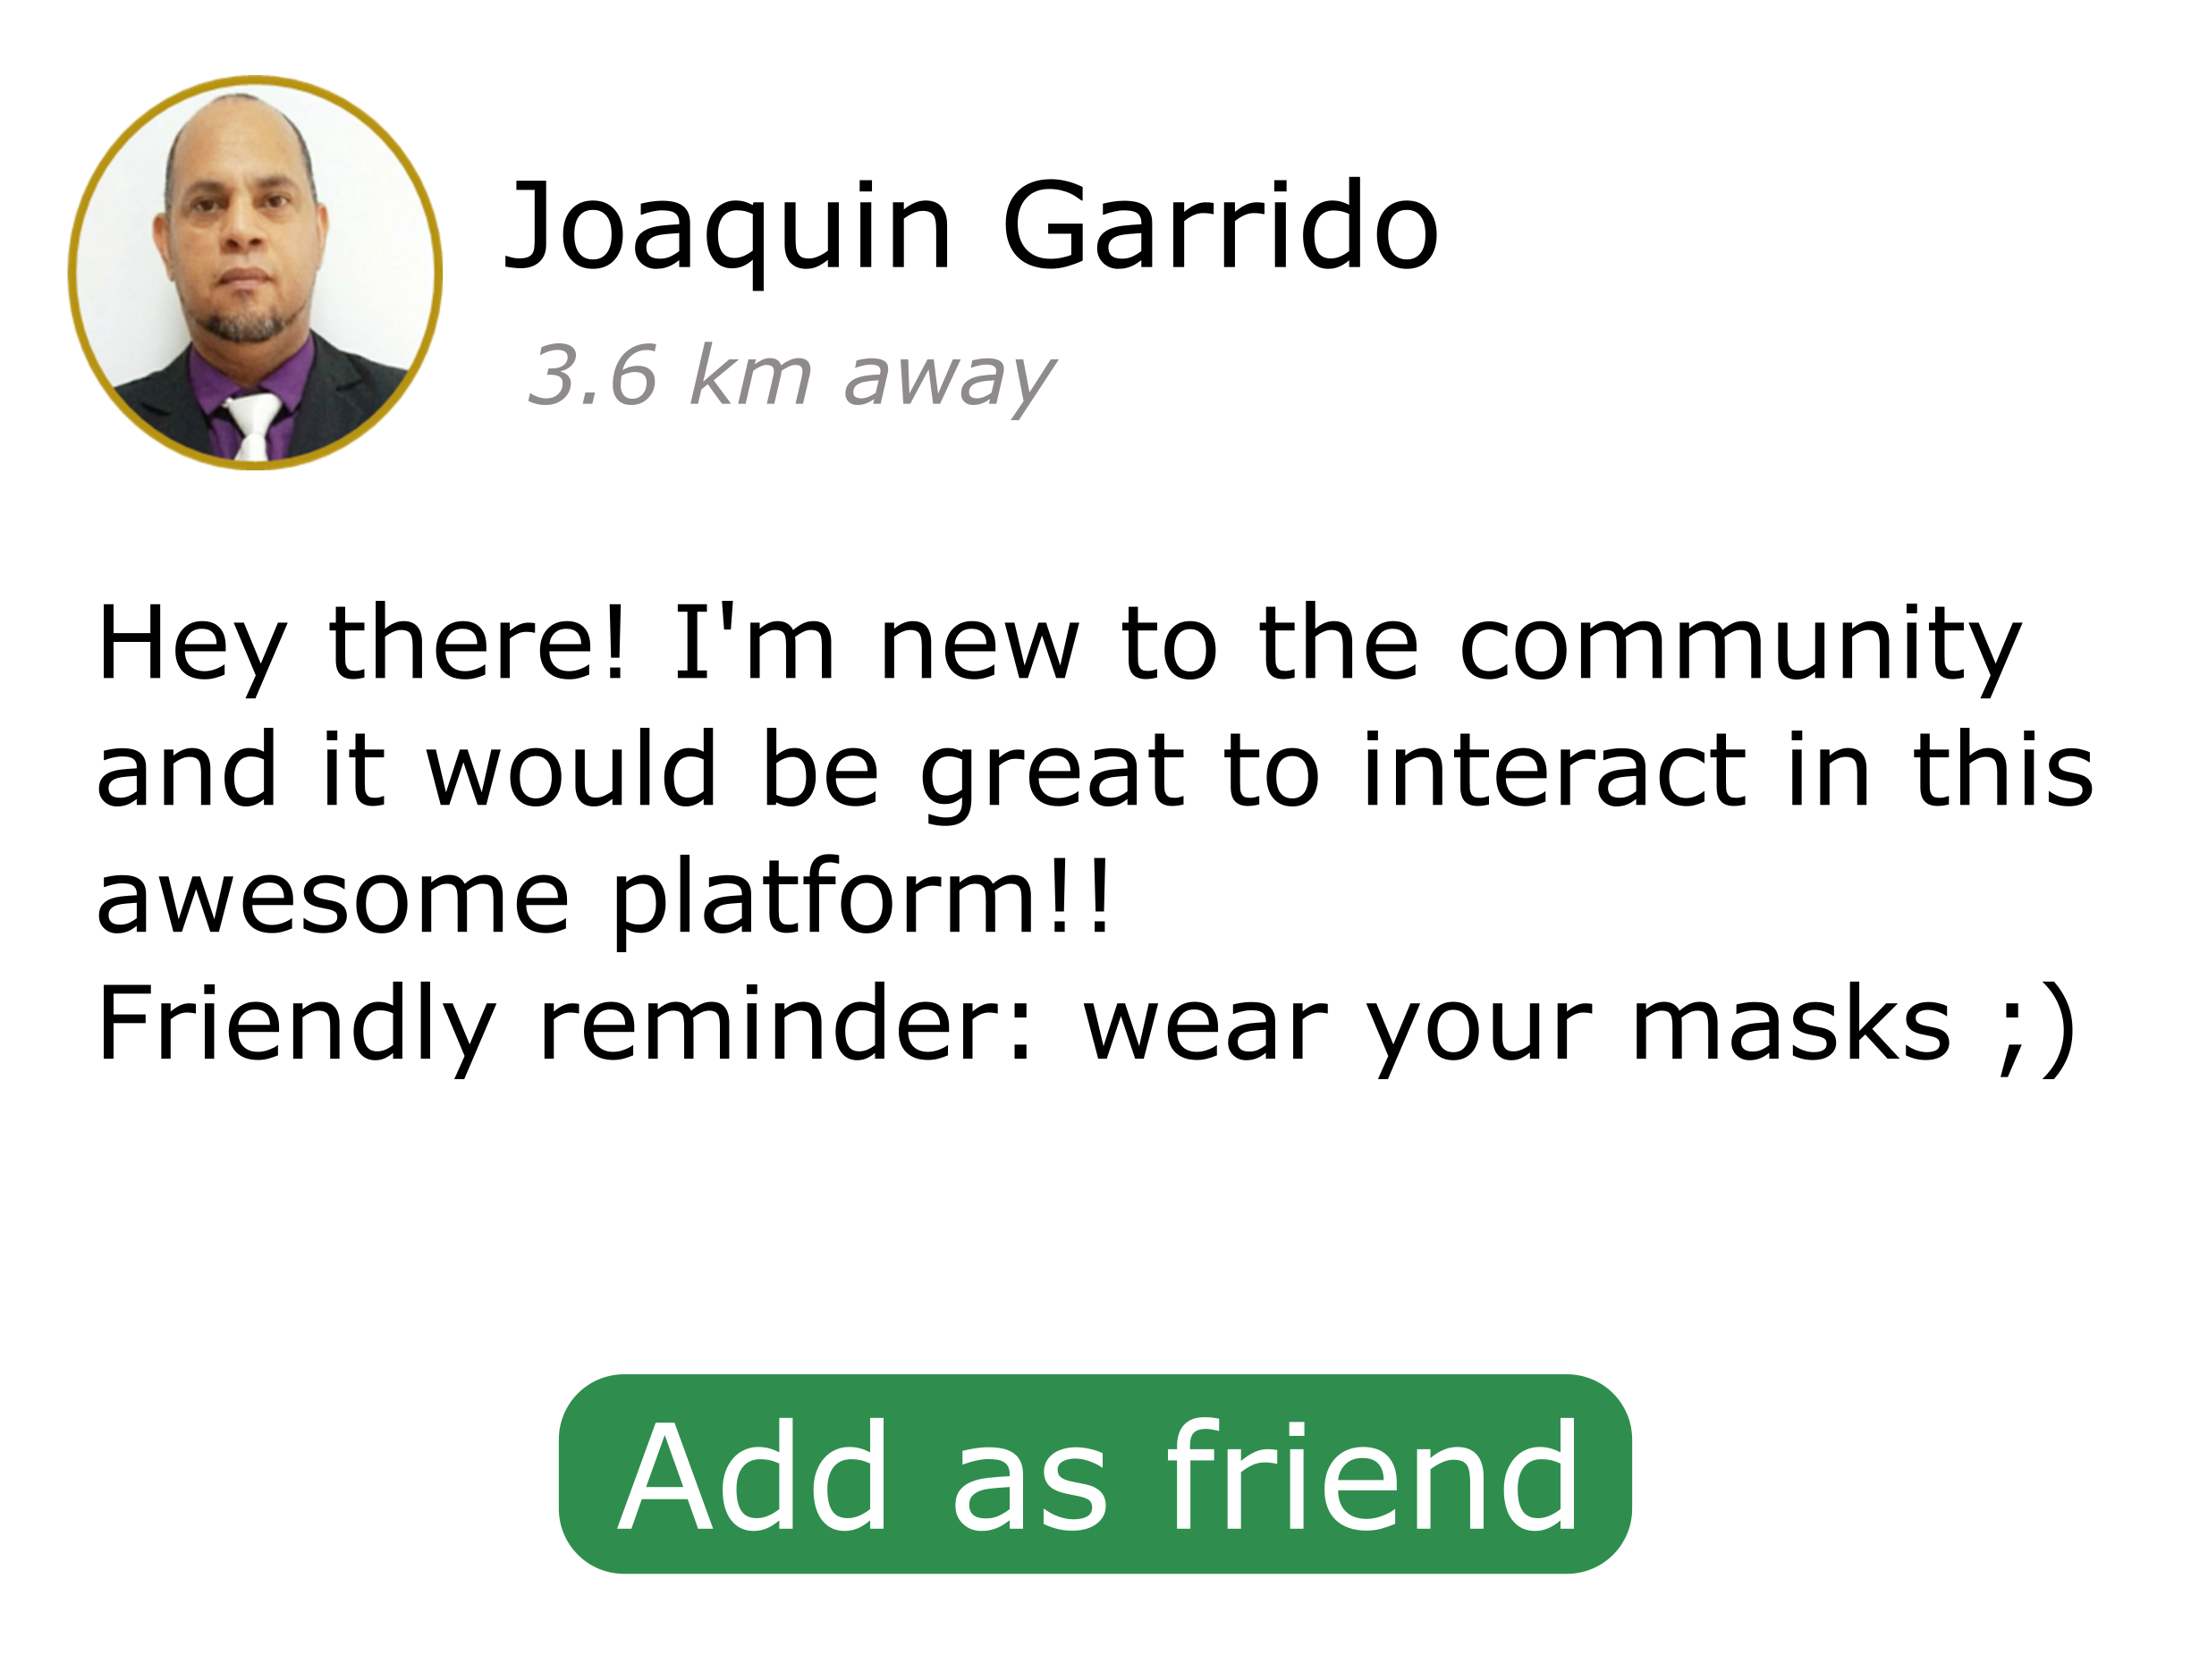 Joaquin Garrido
3.6 km away
Hey there! I'm new to the community
and it would be great to interact in this
awesome platform!!
Friendly reminder: wear your masks ;)
Add as friend